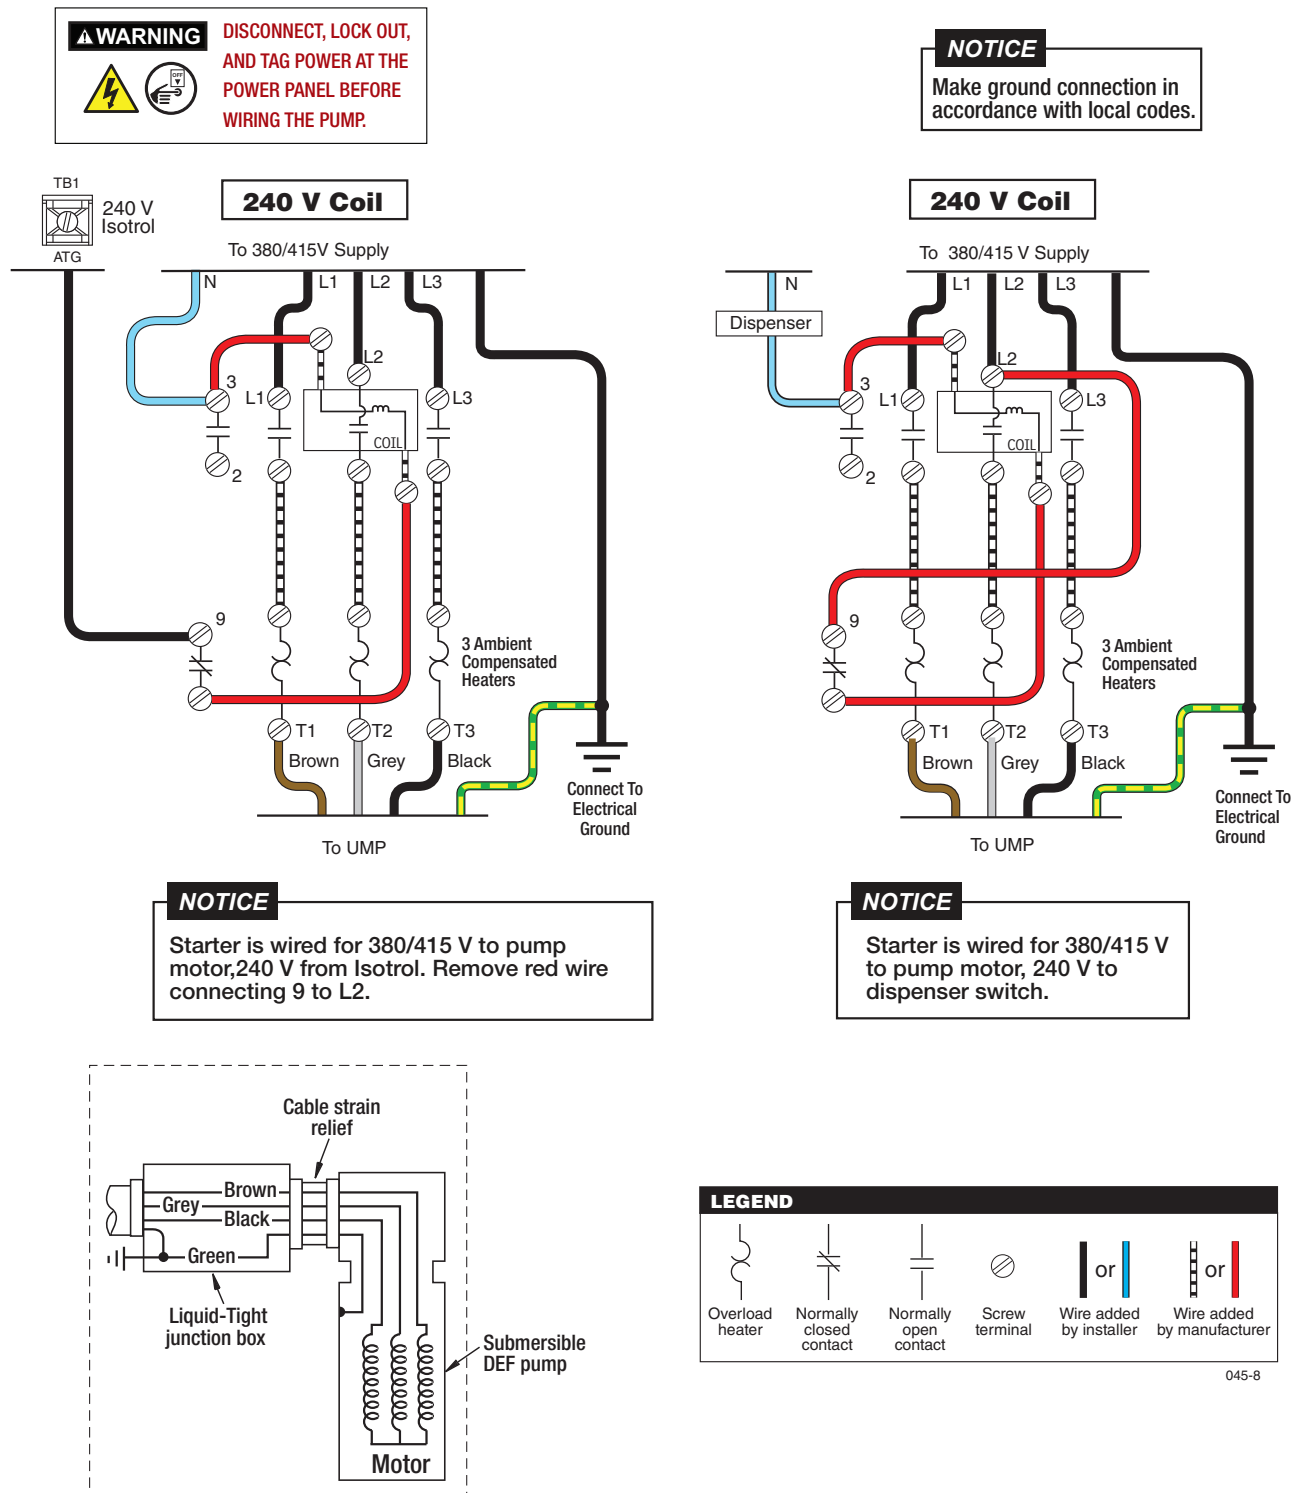 WARNING
DISCONNECT, LOCK OUT,
AND TAG POWER AT THE
POWER PANEL BEFORE
WIRING THE PUMP.
OFF
NOTICE
Make ground connection in
accordance with local codes.
TB1
240 V
Isotrol
ATG
240 V Coil
To 380/415V Supply
N
L1
L2
L3
L2
3
L1
L3
COIL
2
9
3 Ambient
Compensated
Heaters
T1
T2
T3
Brown
Grey
Black
Connect To
Electrical
Ground
To UMP
240 V Coil
To 380/415 V Supply
N
L1
L2
L3
Dispenser
L2
3
L1
L3
COIL
2
9
3 Ambient
Compensated
Heaters
T1
T2
T3
Brown
Grey
Black
Connect To
Electrical
Ground
To UMP
NOTICE
Starter is wired for 380/415 V to pump
motor,240 V from Isotrol. Remove red wire
connecting 9 to L2.
NOTICE
Starter is wired for 380/415 V
to pump motor, 240 V to
dispenser switch.
Cable strain
relief
Brown
Grey
Black
Green
Liquid-Tight
junction box
Submersible
DEF pump
Motor
LEGEND
or
or
Overload
heater
Normally
closed
contact
Normally
open
contact
Screw
terminal
Wire added
by installer
Wire added
by manufacturer
045-8